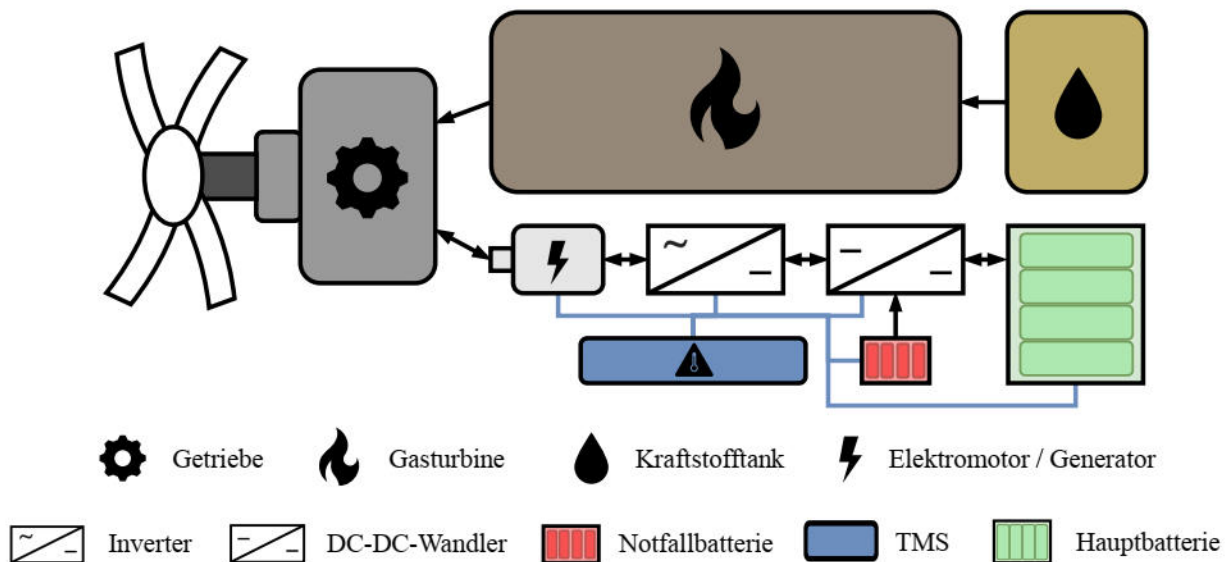 Getriebe Gasturbine Kraftstofftank Elektromotor / Generator
Inverter DC-DC-Wandler Notfallbatterie TMS Hauptbatterie